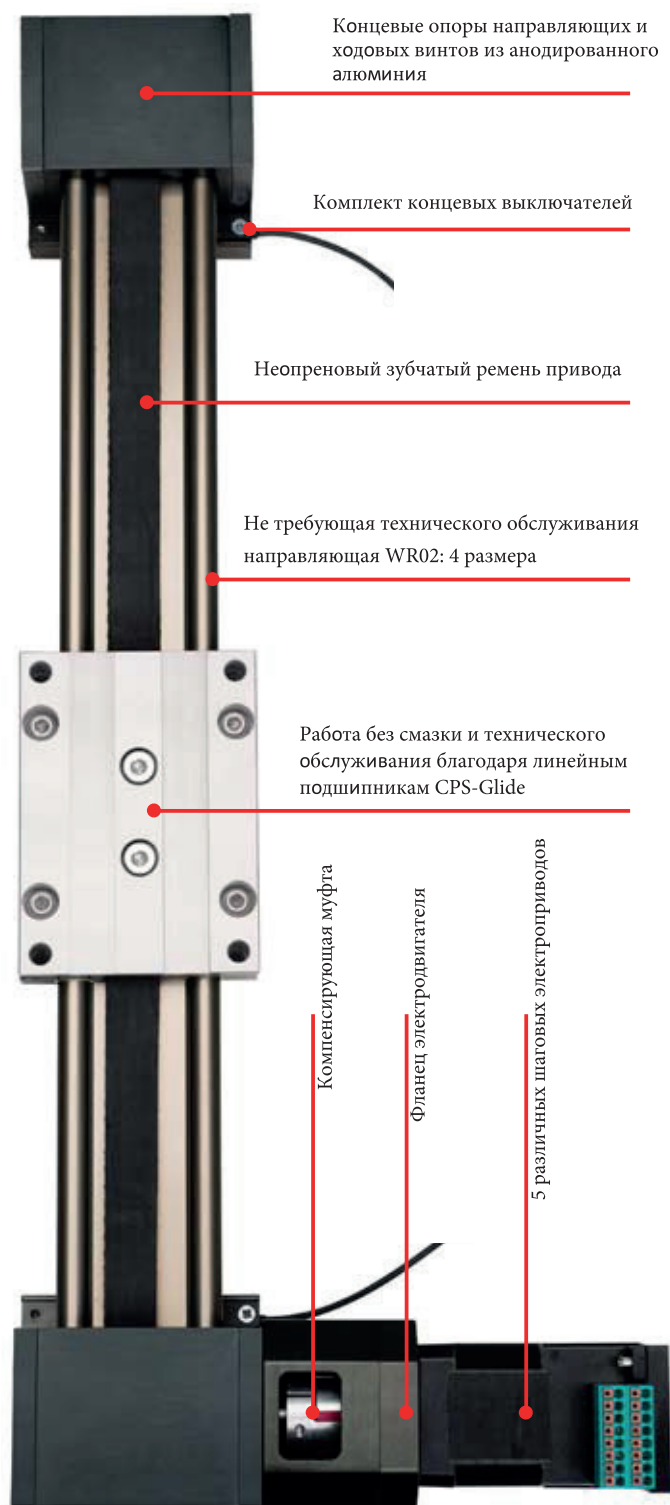 Концевые опоры направляющих и
ходовых винтов из анодированного
алюминия
Комплект концевых выключателей
Неопреновый зубчатый ремень привода
Не требующая технического обслуживания
направляющая WR02: 4 размера
Работа без смазки и технического
обслуживания благодаря линейным
подшипникам CPS-Glide
Компенсирующая муфта
Фланец электродвигателя
5 различных шаговых электроприводов